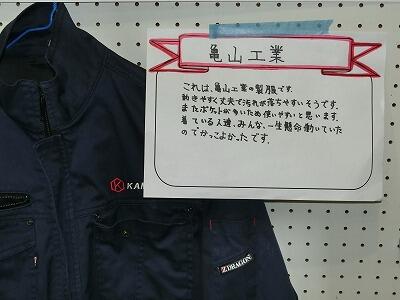 亀山工業
これは、亀山工業の製服です。
動きやすく丈夫で汚れが落ちやすいそうです。
またポケットが多いため使いやすいと思います。
着ている人達、みんな、一生懸命働いていた
のでかっこよかったです。
KA
Z-DRAGON